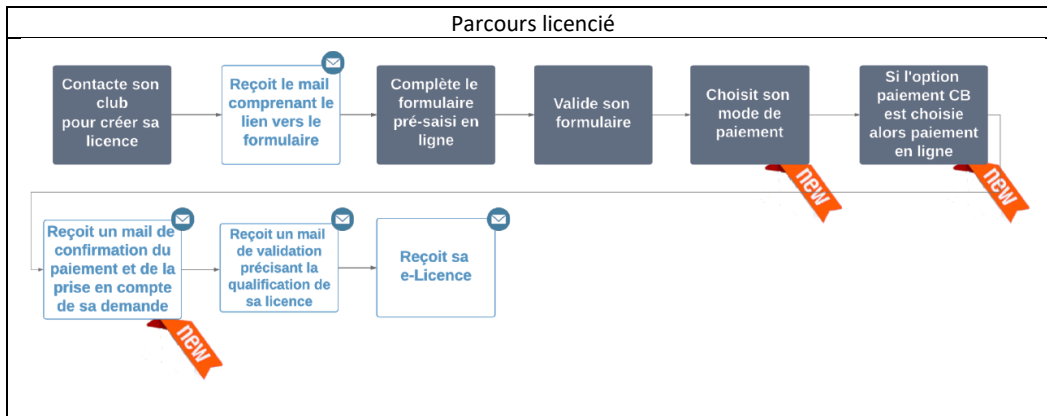 Parcours licencié
Contacte son
club
pour créer sa
licence
Reçoit le mail
comprenant le
lien vers le
formulaire
Complète le
formulaire
pré-saisi en
ligne
Valide son
formulaire
Choisit son
mode de
paiement
new
Si l'option
paiement CB
est choisie
alors paiement
en ligne
new
Reçoit un mail de
confirmation du
paiement et de la
prise en compte
de sa demande
new
Reçoit un mail
de validation
précisant la
qualification de
sa licence
Reçoit sa
e-Licence